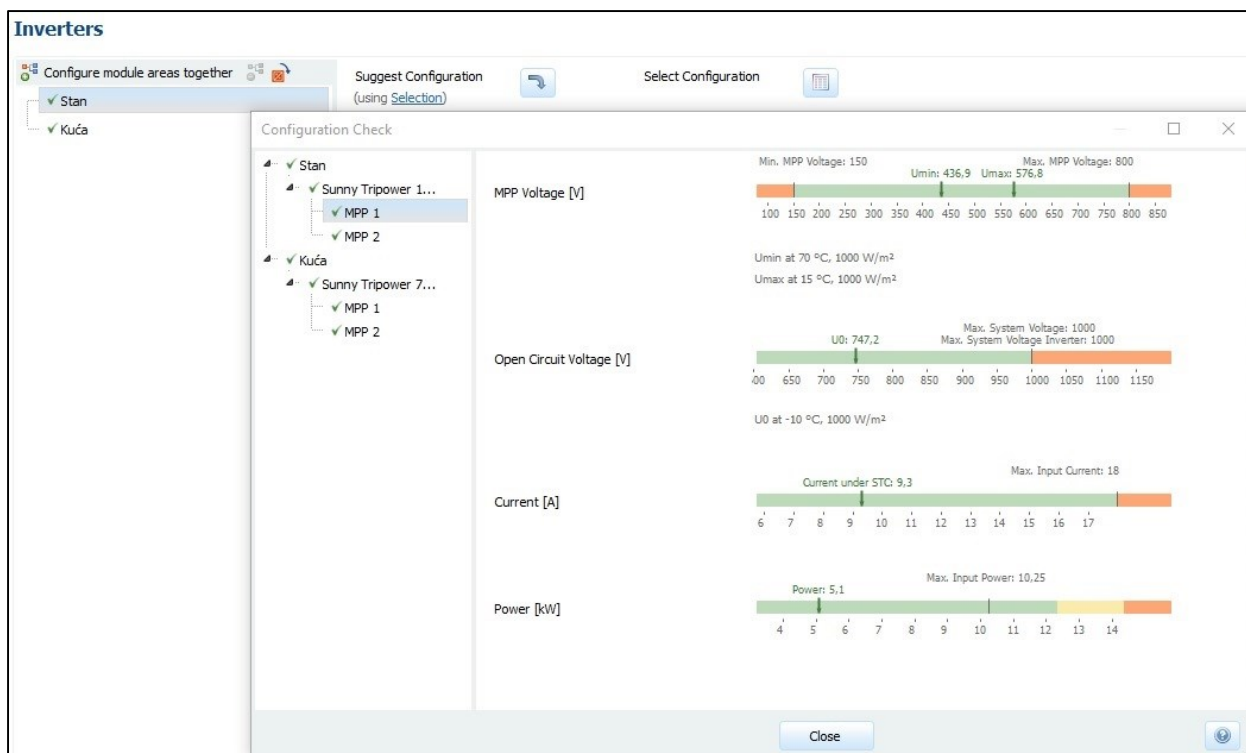 Inverters
Configure module areas together
Suggest Configuration
(using Selection)
Select Configuration
Stan
Kuća
Configuration Check
Stan
Sunny Tripower 1...
MPP 1
MPP 2
Kuća
Sunny Tripower 7...
MPP 1
MPP 2
MPP Voltage [V]
Min. MPP Voltage: 150
Max. MPP Voltage: 800
Umin: 436,9 Umax: 576,8
100 150 200 250 300 350 400 450 500 550 600 650 700 750 800 850
Umin at 70 °C, 1000 W/m²
Umax at 15 °C, 1000 W/m²
Open Circuit Voltage [V]
Max. System Voltage: 1000
U0: 747,2 Max. System Voltage Inverter: 1000
00 650 700 750 800 850 900 950 1000 1050 1100 1150
U0 at -10 °C, 1000 W/m²
Current [A]
Max. Input Current: 18
Current under STC: 9,3
6 7 8 9 10 11 12 13 14 15 16 17
Power [kW]
Max. Input Power: 10,25
Power: 5,1
4 5 6 7 8 9 10 11 12 13 14
Close